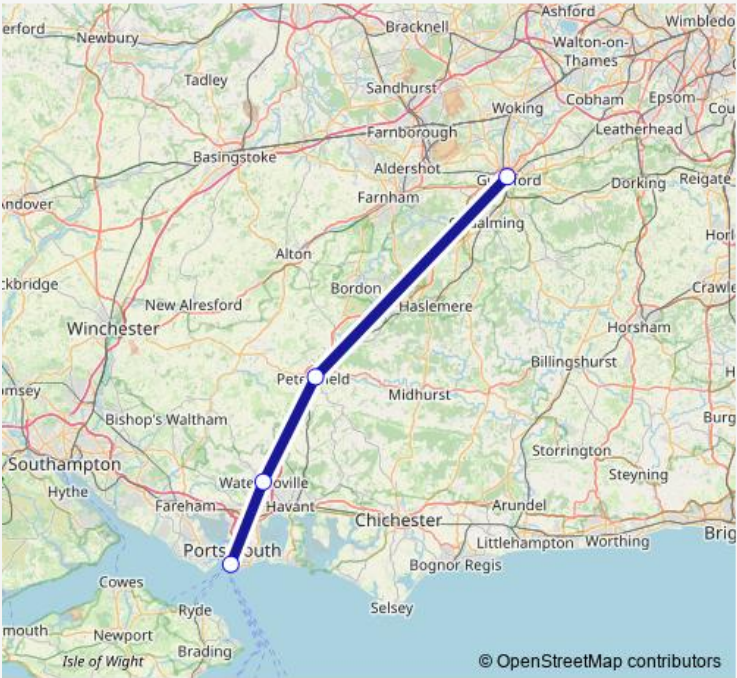 Ashford
Bracknell
Wimbledo
erford
Newbury
Walton-on-
Thames
Tadley
Sandhurst
Cobham
Epsom
Cou
Woking
Farnborough
Leatherhead
Basingstoke
Aldershot
Dorking
Reigate
Farnham
Andover
Horl
Alton
ckbridge
Bordon
Crawle
New Alresford
Haslemere
Winchester
Horsham
Billingshurst
H
Midhurst
msey
Bishop's Waltham
Burg
Storrington
Southampton
Steyning
Hythe
Fareham
Havant
Arundel
Chichester
Brig
Littlehampton
Worthing
Bognor Regis
Cowes
Selsey
Ryde
mouth
Newport
Brading
Isle of Wight
© OpenStreetMap contributors